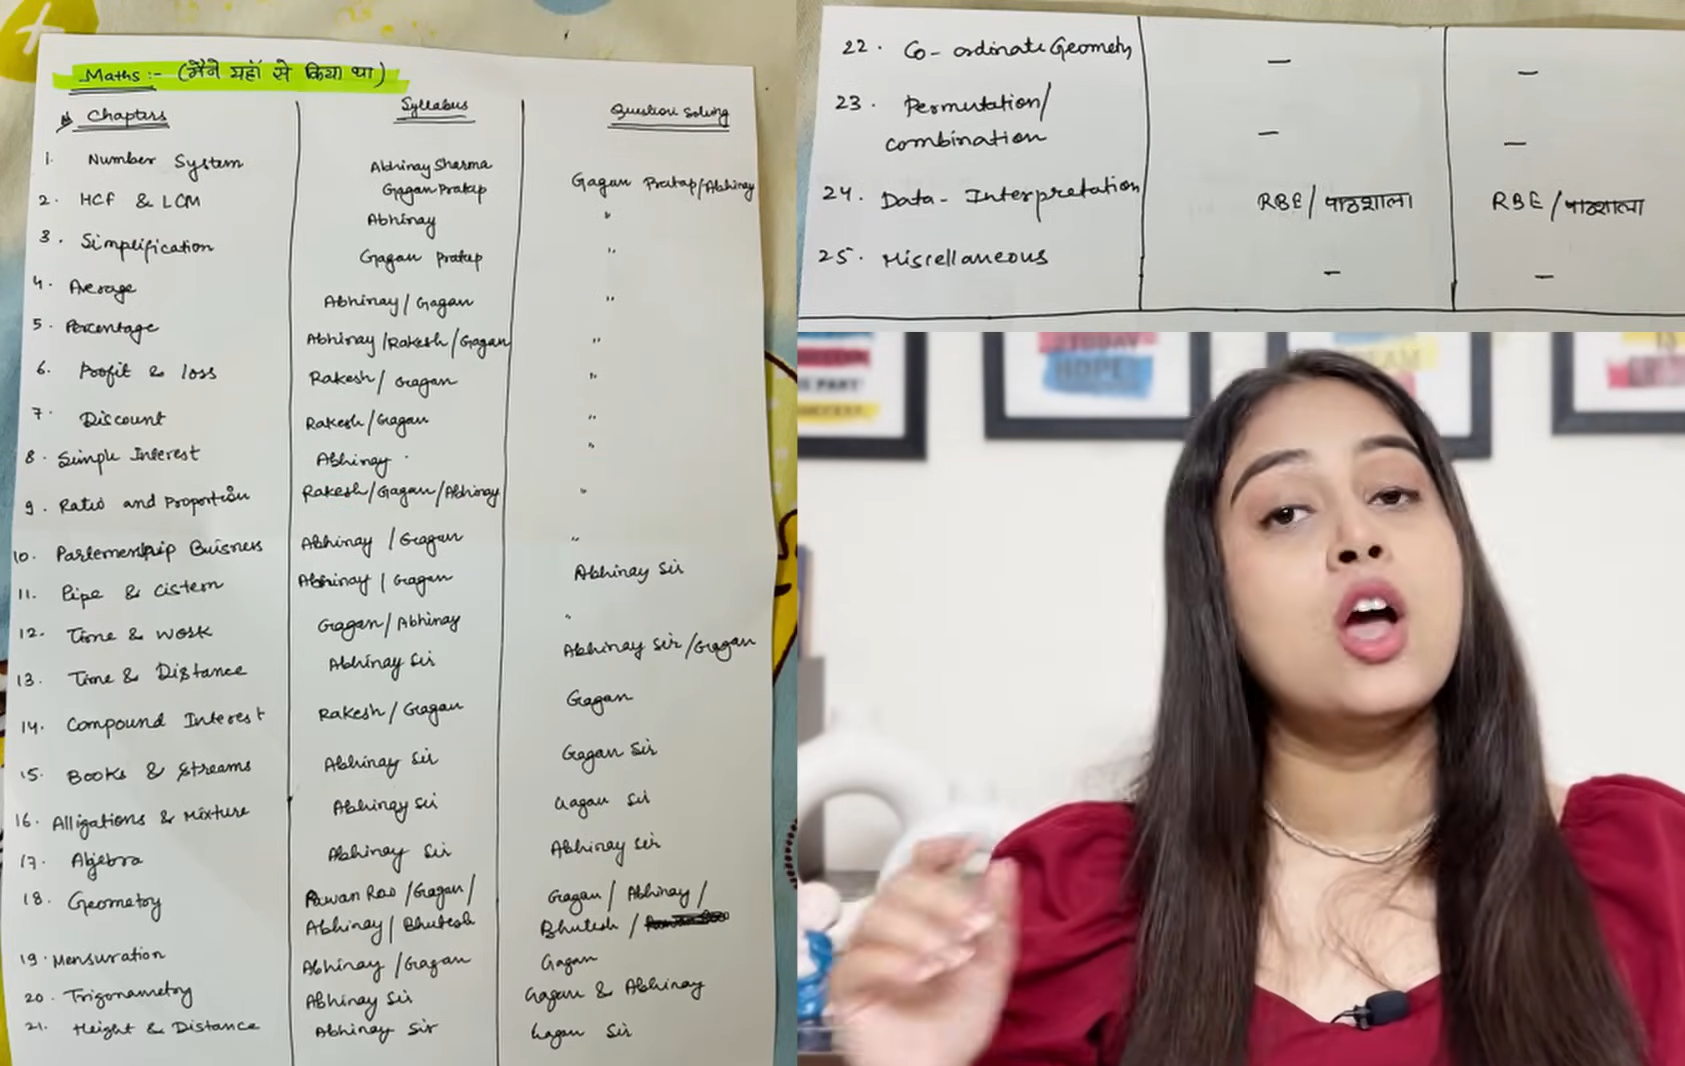 Maths :- (मैंने यहाँ से किया था)
Chapters Syllabus Question Solving
1. Number System Abhinay Sharma
Gagan Pratap Gagan Pratap/Abhinay
2. HCF & LCM Abhinay "
3. Simplification Gagan Pratap "
4. Average Abhinay/Gagan "
5. Percentage Abhinay/Rakesh/Gagan "
6. Profit & loss Rakesh/Gagan "
7. Discount Rakesh/Gagan "
8. Simple Interest Abhinay "
9. Ratio and Proportion Rakesh/Gagan/Abhinay "
10. Buisness Abhinay/Gagan "
11. Pipe & Cistern Abhinay/Gagan Abhinay Sir
12. Time & Work Gagan/Abhinay "
13. Time & Distance Abhinay Sir Abhinay Sir/Gagan
14. Compound Interest Rakesh/Gagan Gagan
15. Boats & Streams Abhinay Sir Gagan Sir
16. Alligations & Mixture Abhinay Sir Gagan Sir
17. Algebra Abhinay Sir Abhinay Sir
18. Geometry Pawan Rao/Gagan/ Gagan/Abhinay/
Abhinay/Bhutesh Bhutesh/
19. Mensuration Abhinay/Gagan Gagan
20. Trigonametry Abhinay Sir Gagan & Abhinay
21. Height & Distance Abhinay Sir Gagan Sir
22. Co-ordinate Geometry - -
23. Permutation/
combination - -
24. Data-Interpretation RBE/पाठशाला RBE/पाठशाला
25. Miscellaneous - -
TODAY
HOPE
PART